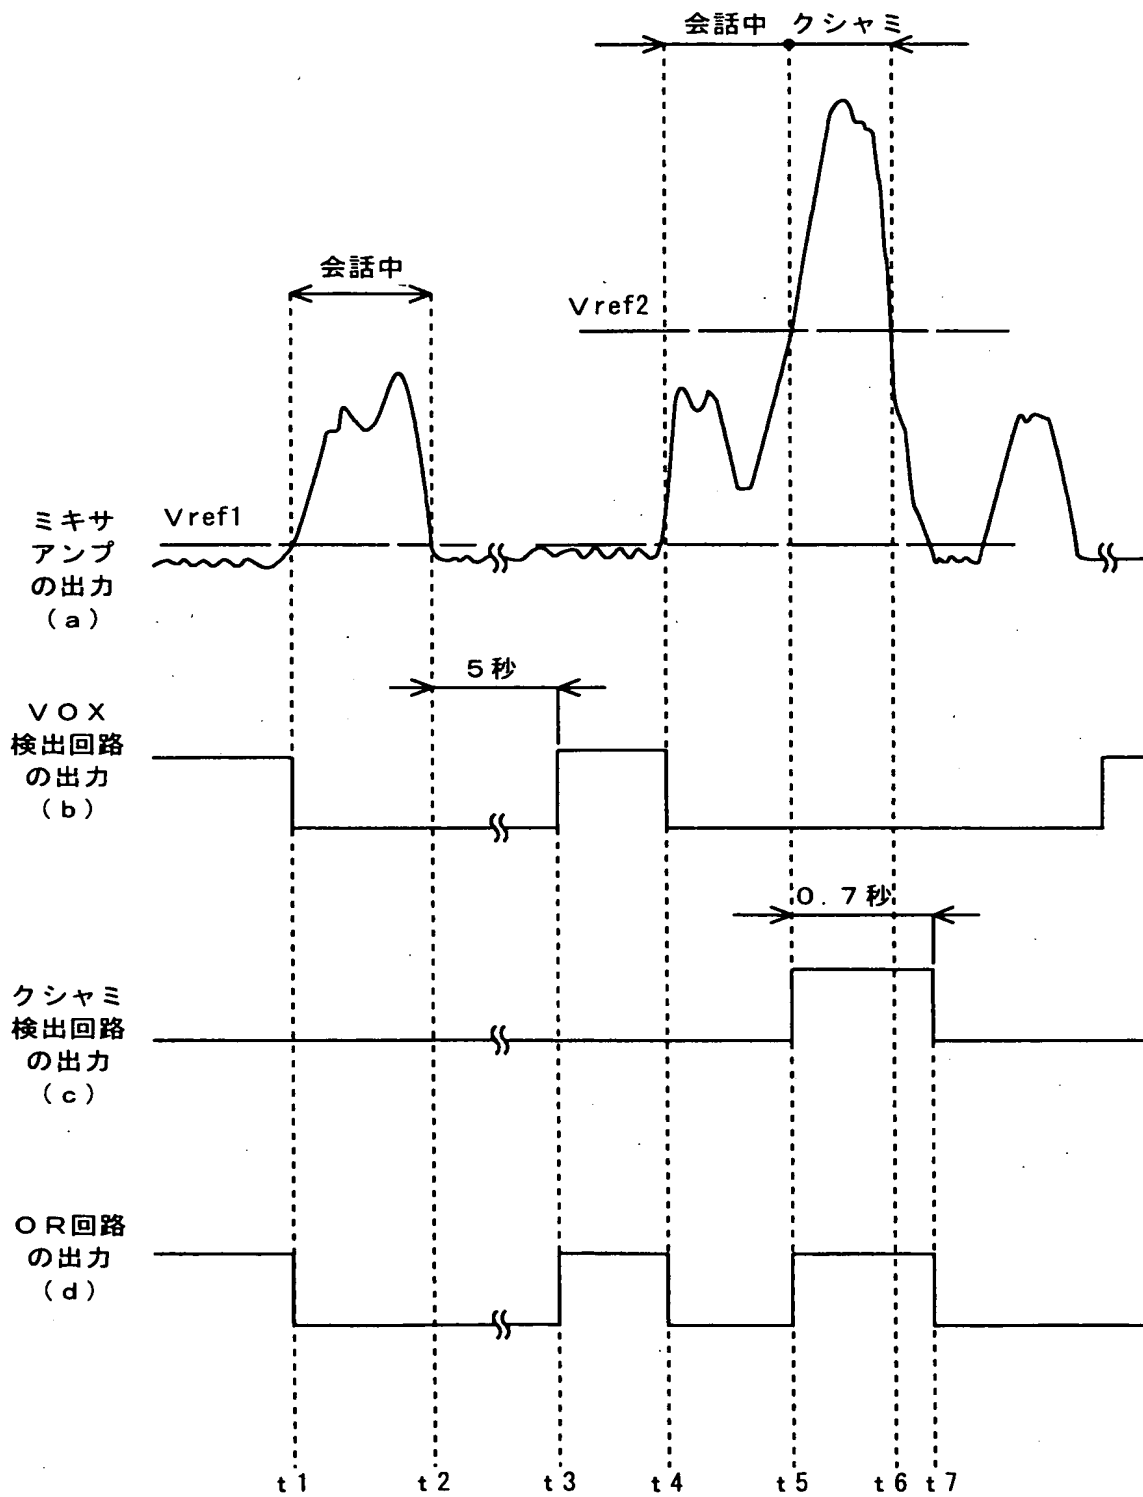 会話中 クシャミ
会話中
Vref2
Vref1
ミキサ
アンプ
の出力
(a)
5秒
VOX
検出回路
の出力
(b)
0.7秒
クシャミ
検出回路
の出力
(c)
OR回路
の出力
(d)
t1 t2 t3 t4 t5 t6 t7